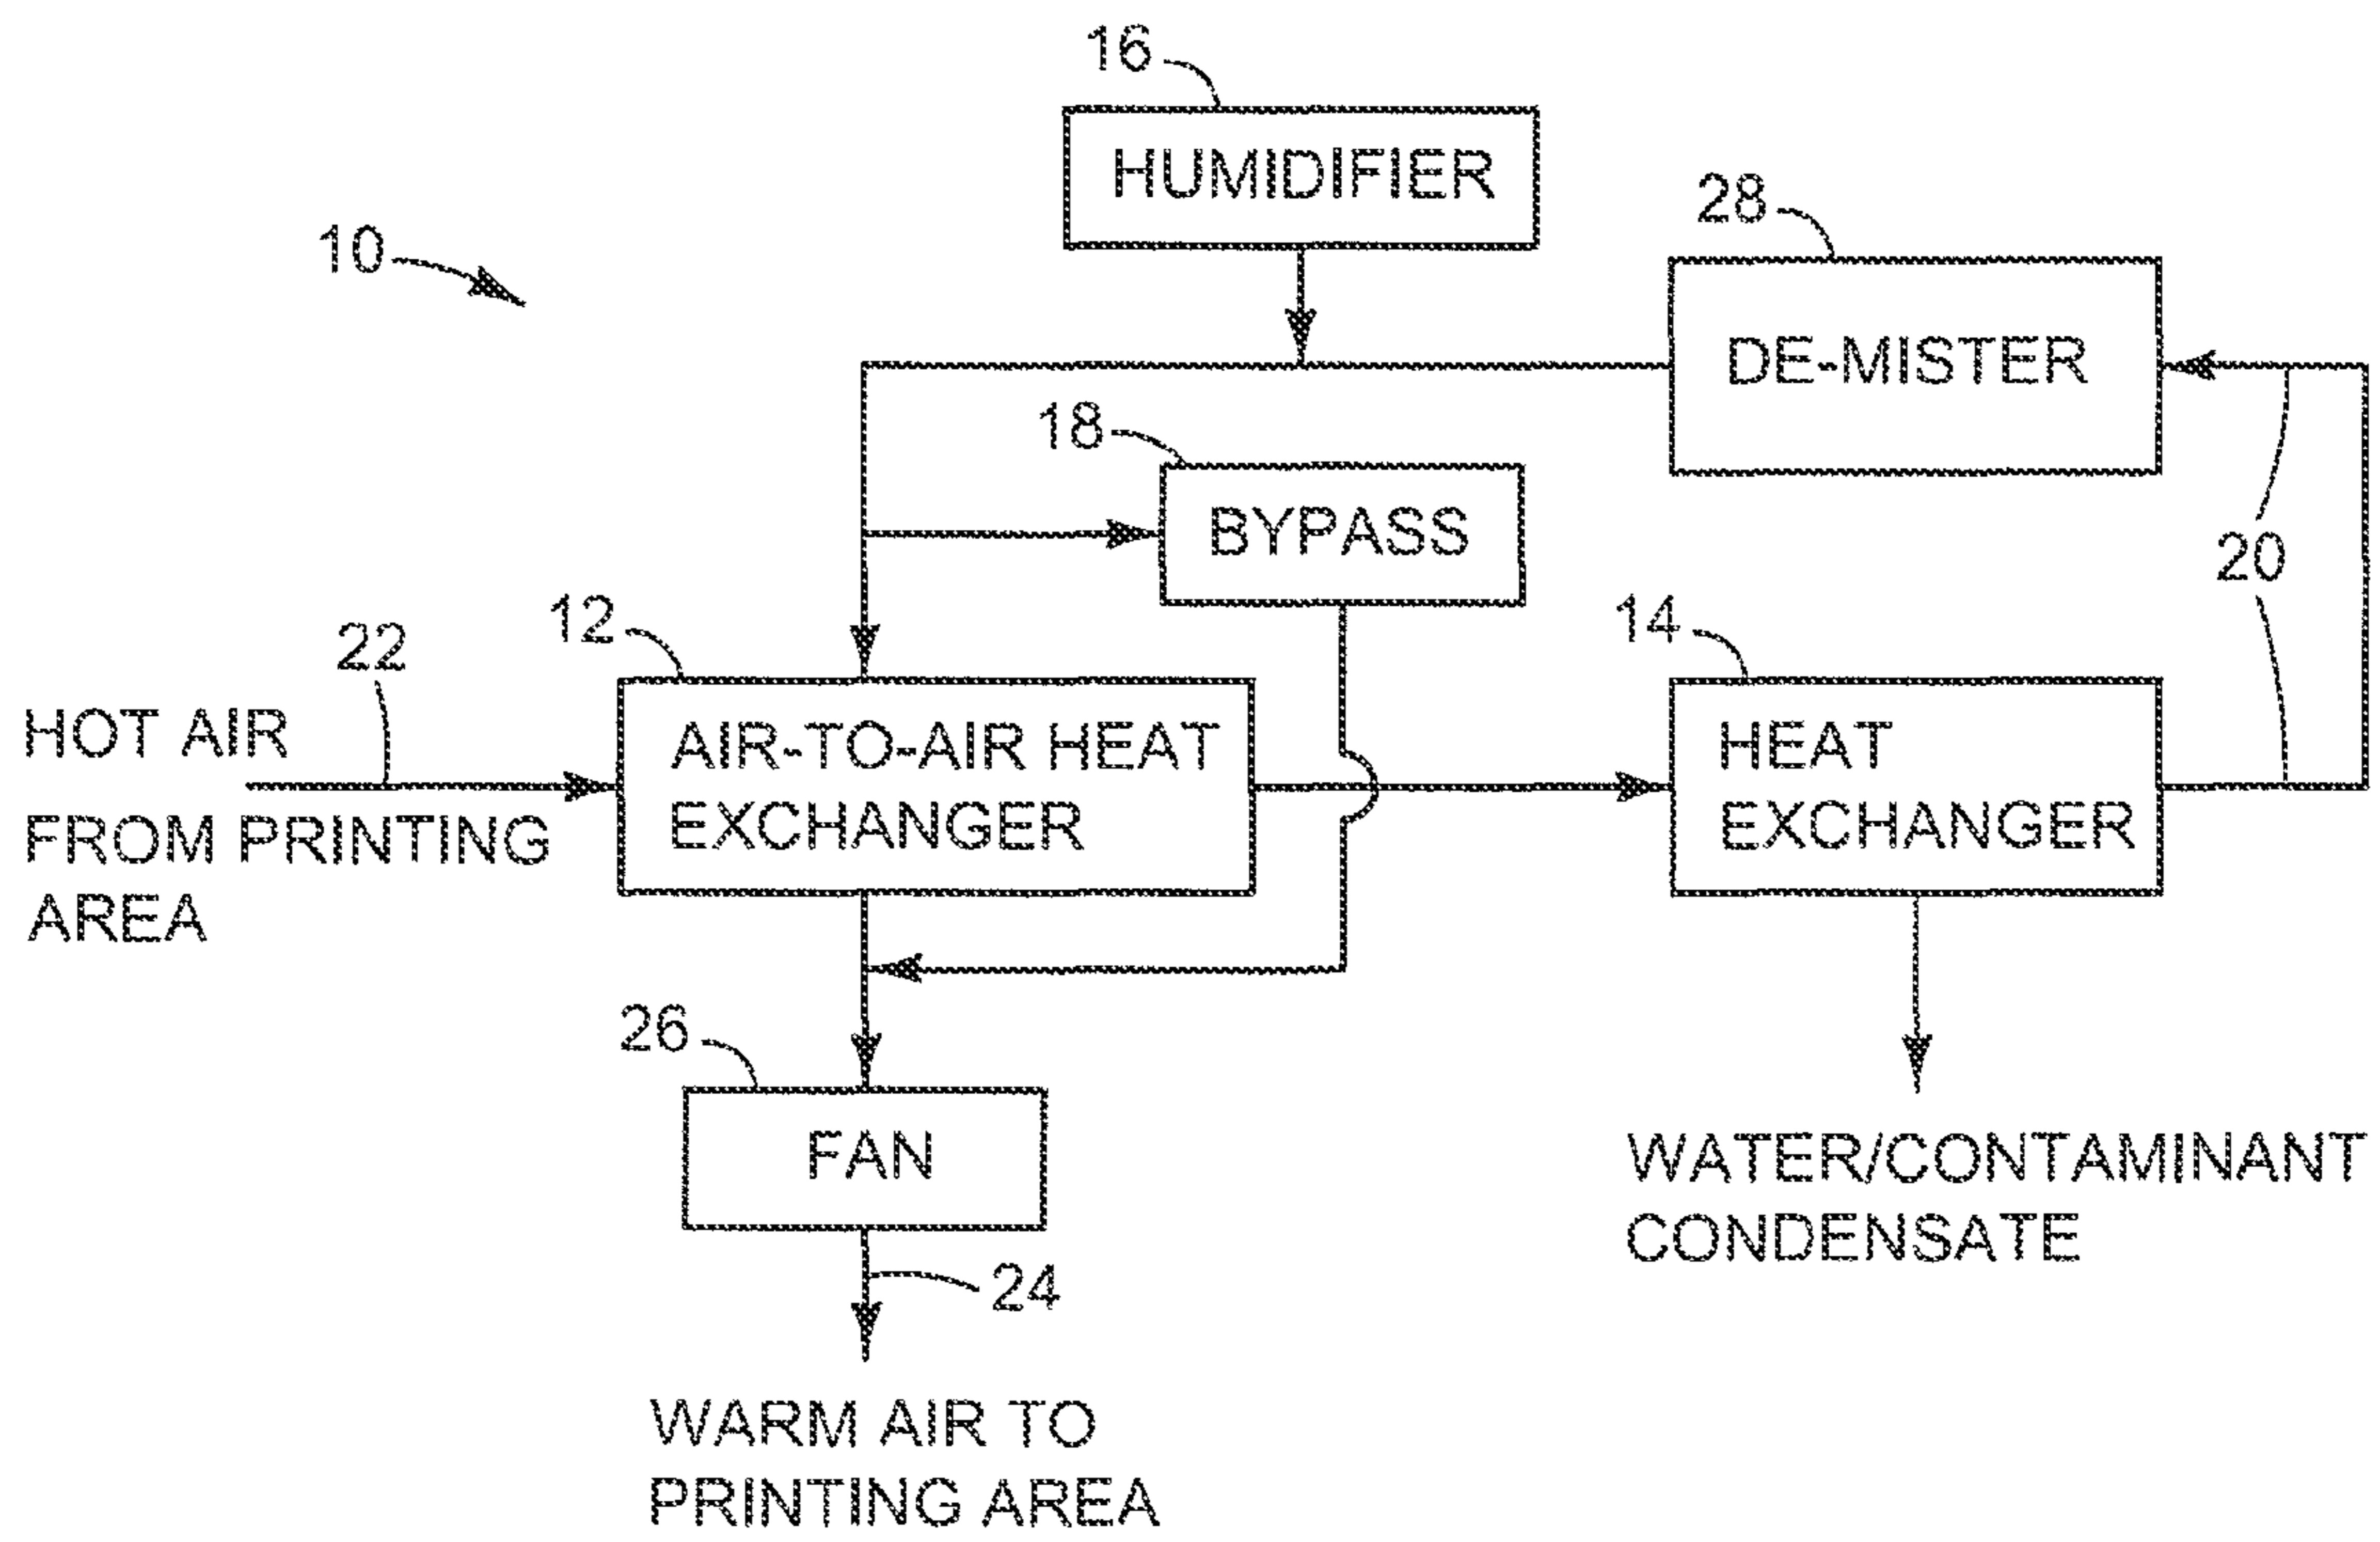 16
HUMIDIFIER
28
10
DE-MISTER
18
BYPASS
20
12
14
22
HOT AIR
FROM PRINTING
AREA
AIR-TO-AIR HEAT
EXCHANGER
HEAT
EXCHANGER
26
FAN
WATER/CONTAMINANT
CONDENSATE
24
WARM AIR TO
PRINTING AREA